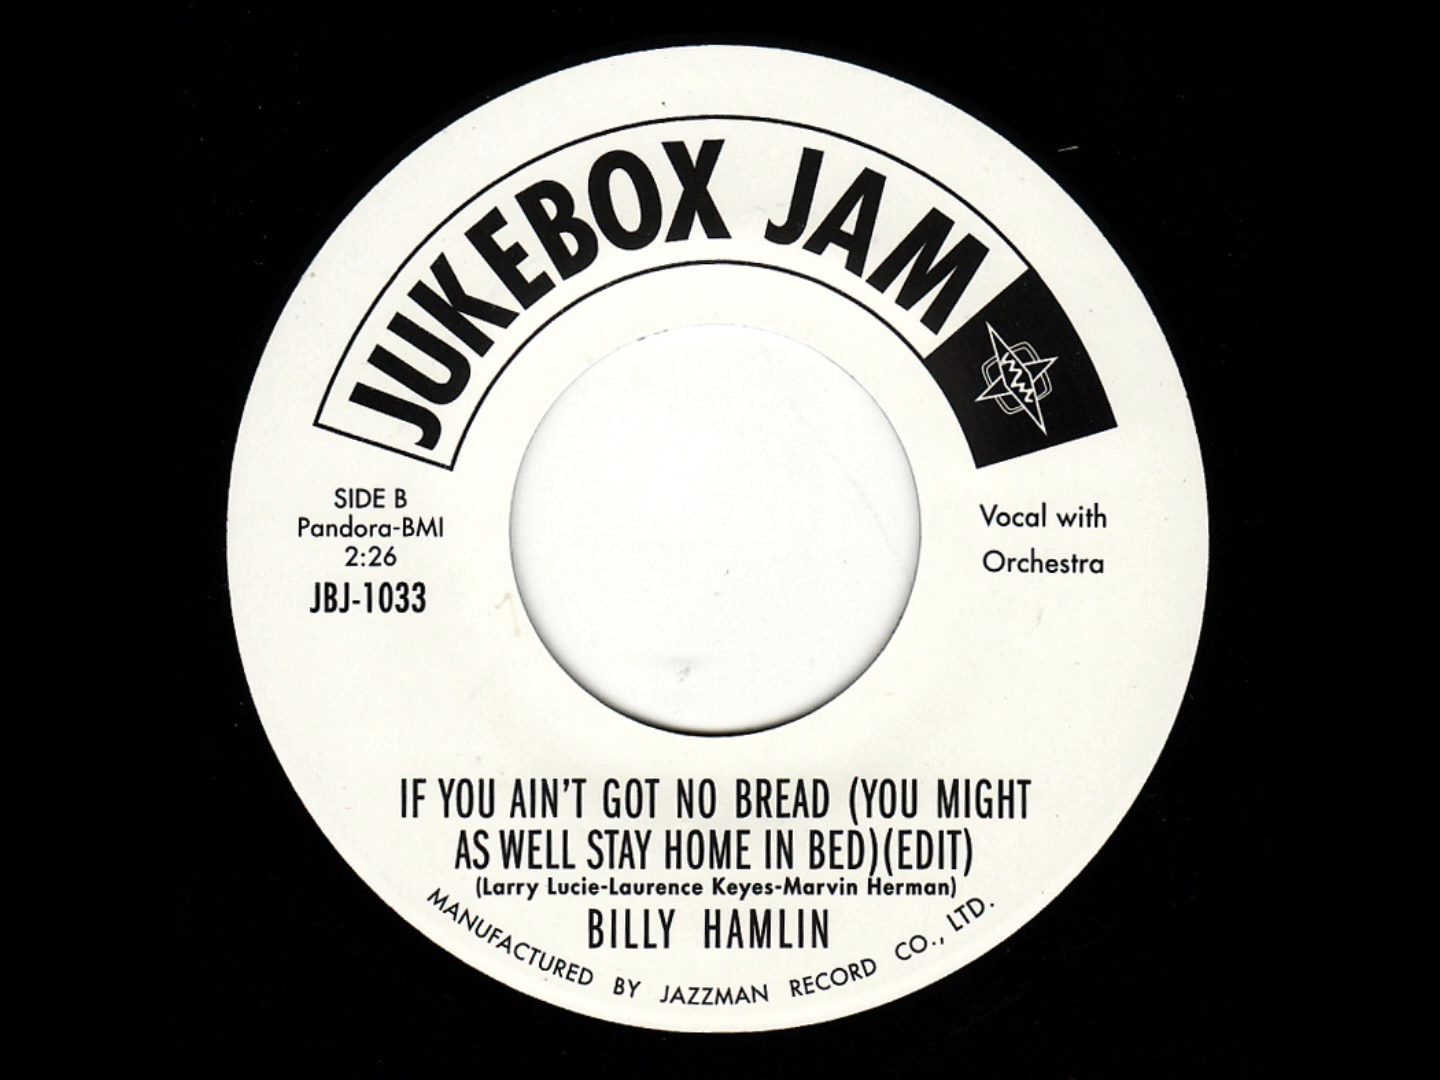 JUKEBOX JAM
SIDE B
Pandora-BMI
2:26
JBJ-1033
Vocal with
Orchestra
IF YOU AIN'T GOT NO BREAD (YOU MIGHT
AS WELL STAY HOME IN BED)(EDIT)
(Larry Lucie-Laurence Keyes-Marvin Herman)
BILLY HAMLIN
MANUFACTURED BY JAZZMAN RECORD CO., LTD.